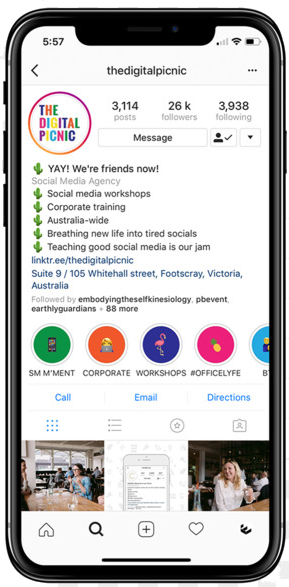 5:57
thedigitalpicnic
THE
DIGITAL
PICNIC
3,114 26 k 3,938
posts followers following
Message
YAY! We're friends now!
Social Media Agency
Social media workshops
Corporate training
Australia-wide
Breathing new life into tired socials
Teaching good social media is our jam
linktr.ee/thedigitalpicnic
Suite 9 / 105 Whitehall street, Footscray, Victoria,
Australia
Followed by embodyingtheselfkinesiology, pbevent,
earthlyguardians + 88 more
SM M'MENT CORPORATE WORKSHOPS #OFFICELYFE
Call Email Directions